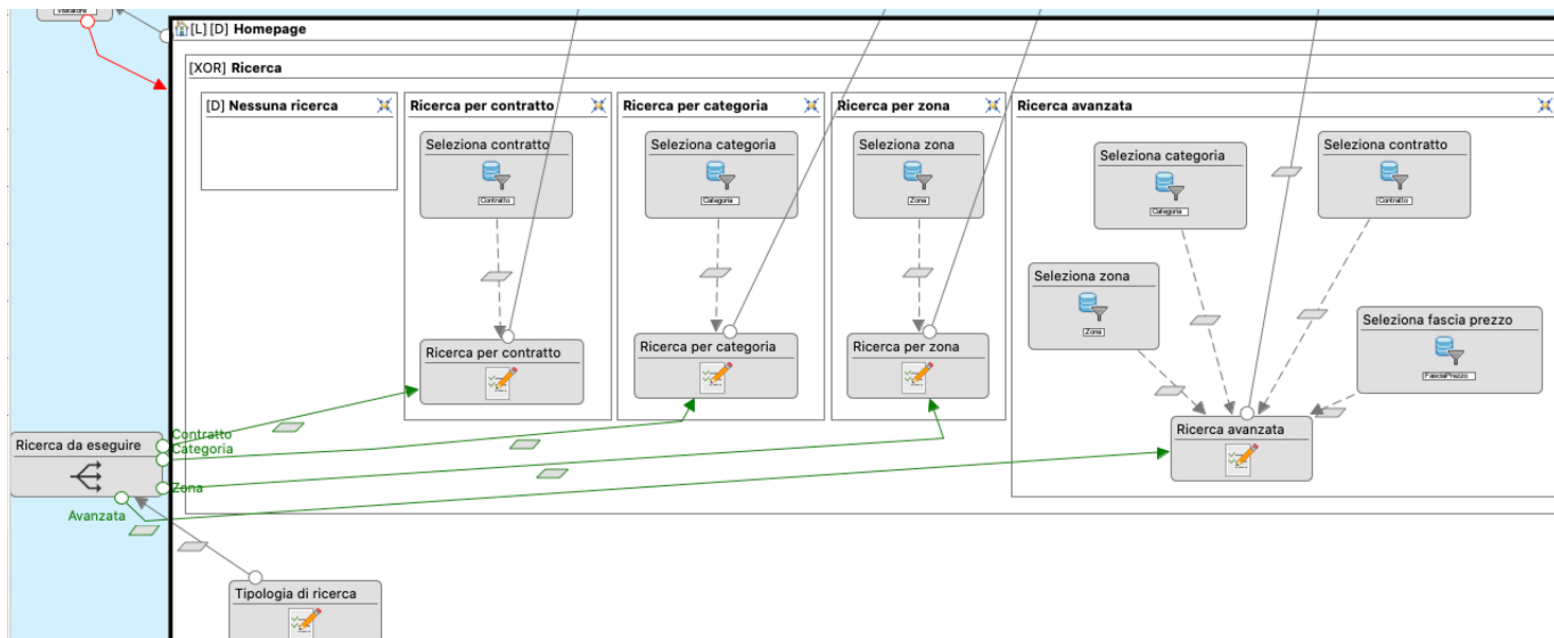 Visitatore
[L] [D] Homepage
[XOR] Ricerca
[D] Nessuna ricerca
Ricerca per contratto
Ricerca per categoria
Ricerca per zona
Ricerca avanzata
Seleziona contratto
Contratto
Seleziona categoria
Categoria
Seleziona zona
Zona
Seleziona categoria
Categoria
Seleziona contratto
Contratto
Seleziona zona
Zona
Seleziona fascia prezzo
FasciaPrezzo
Ricerca per contratto
Ricerca per categoria
Ricerca per zona
Ricerca avanzata
Ricerca da eseguire
Contratto
Categoria
Zona
Avanzata
Tipologia di ricerca